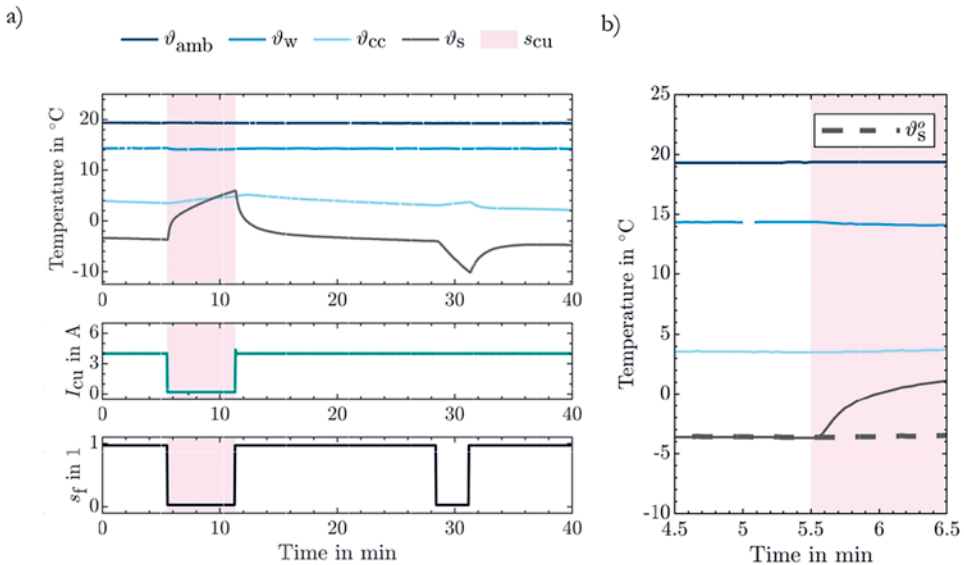 a)
ϑamb ϑw ϑcc ϑs scu
Temperature in °C
20
10
0
-10
0 10 20 30 40
Icu in A
6
3
0
0 10 20 30 40
sf in 1
1
0
0 10 20 30 40
Time in min
b)
ϑs^o
Temperature in °C
25
20
15
10
5
0
-5
-10
4.5 5 5.5 6 6.5
Time in min